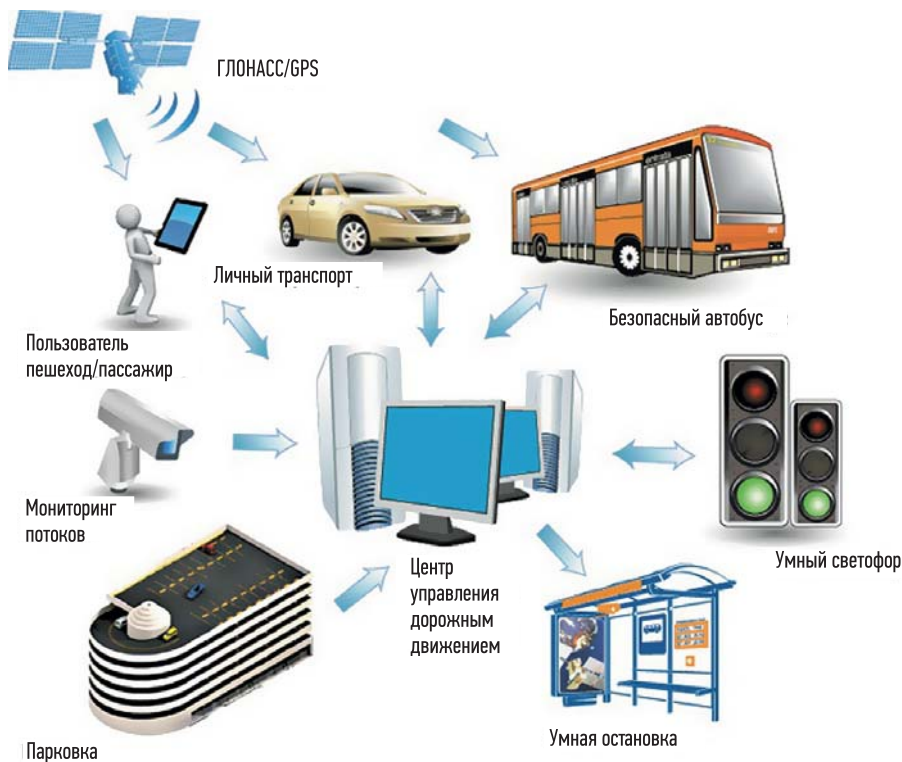 ГЛОНАСС/GPS
Личный транспорт
Безопасный автобус
Пользователь
пешеход/пассажир
Мониторинг
потоков
Умный светофор
Центр
управления
дорожным
движением
Умная остановка
Парковка